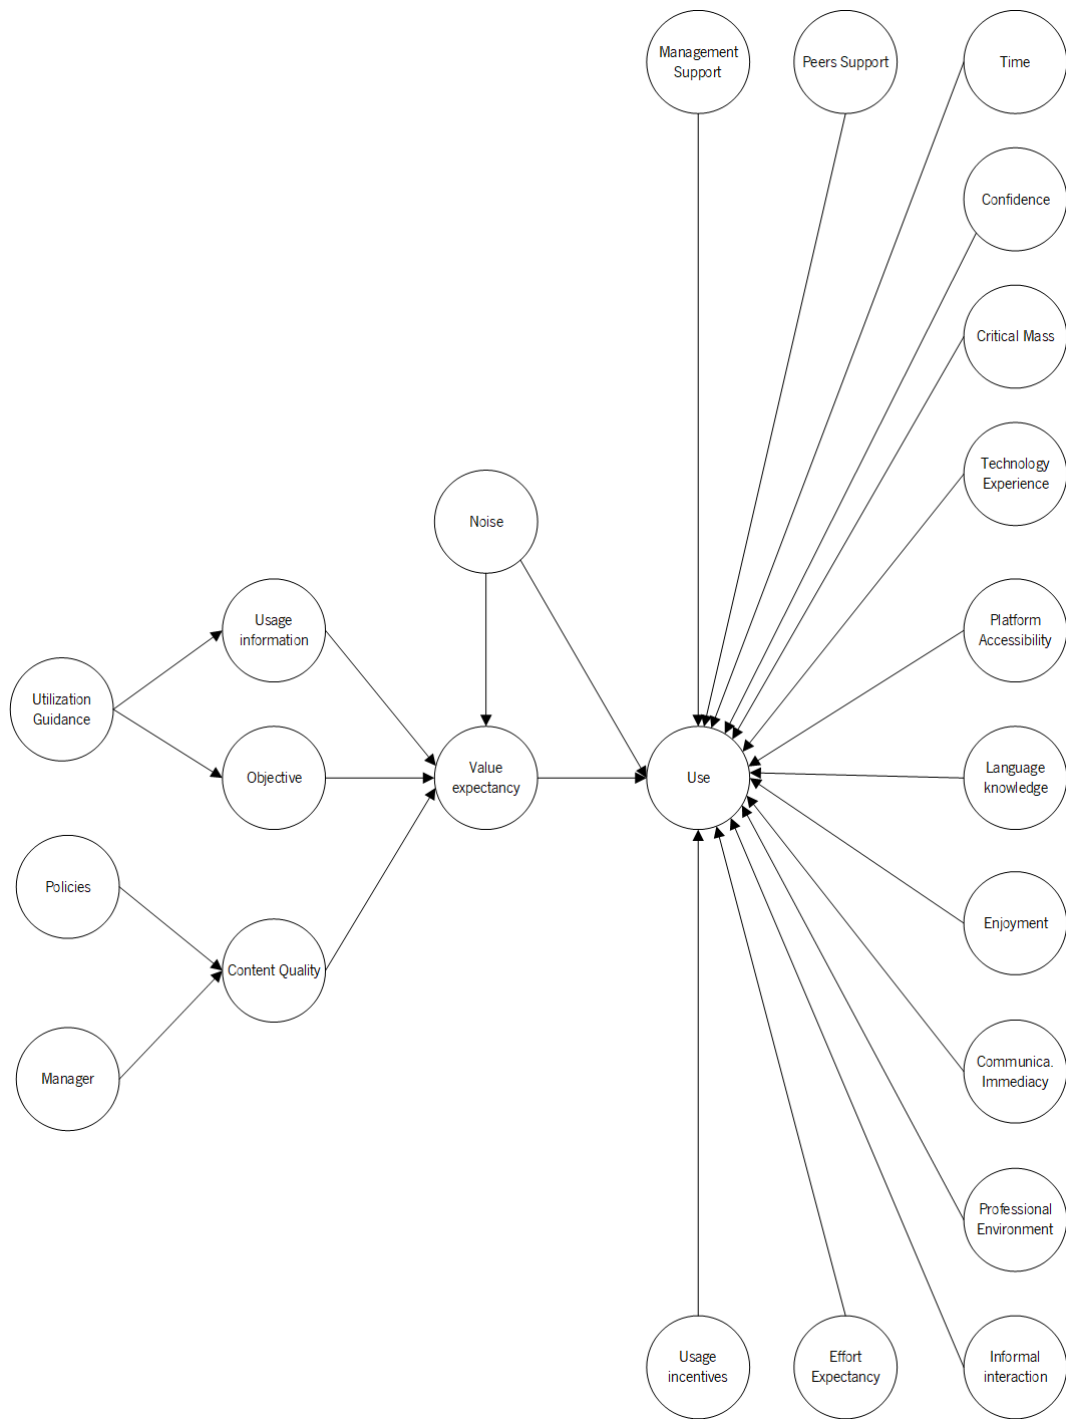 Management
Support
Peers Support
Time
Confidence
Critical Mass
Technology
Experience
Noise
Usage
information
Platform
Accessibility
Utilization
Guidance
Objective
Value
expectancy
Use
Language
knowledge
Policies
Enjoyment
Content Quality
Manager
Communica.
Immediacy
Professional
Environment
Usage
incentives
Effort
Expectancy
Informal
interaction